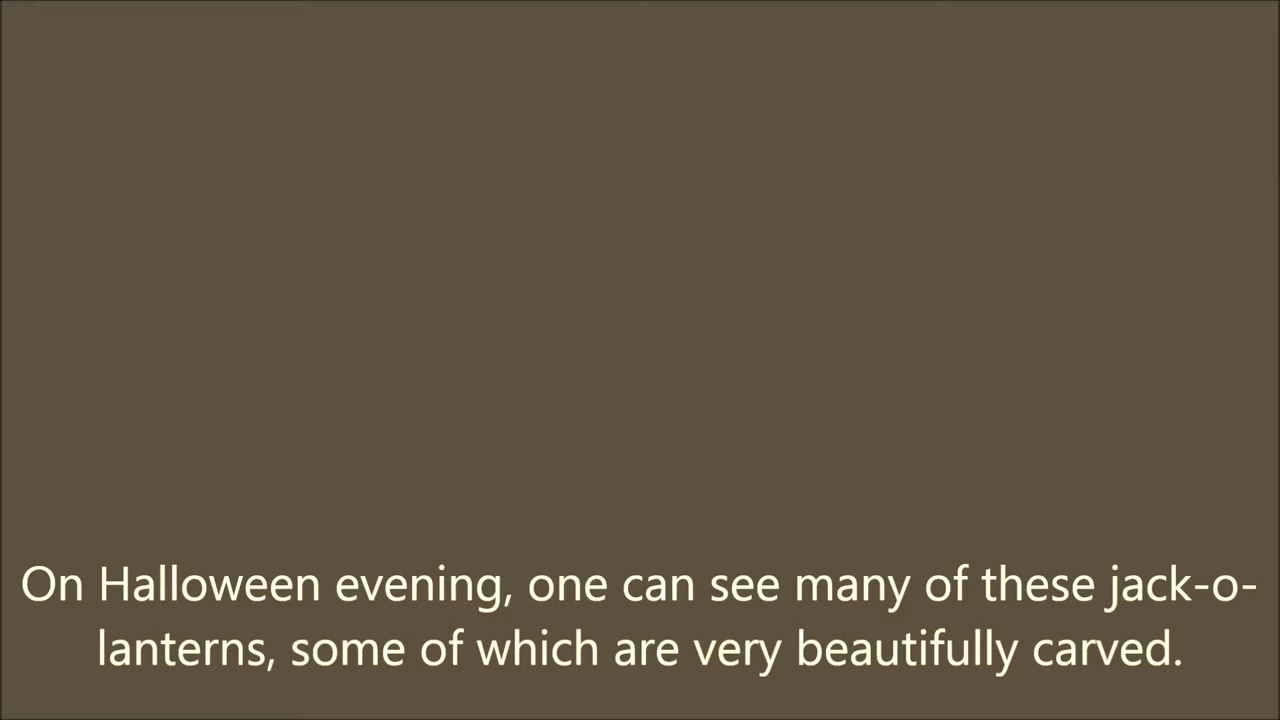 On Halloween evening, one can see many of these jack-o-
lanterns, some of which are very beautifully carved.